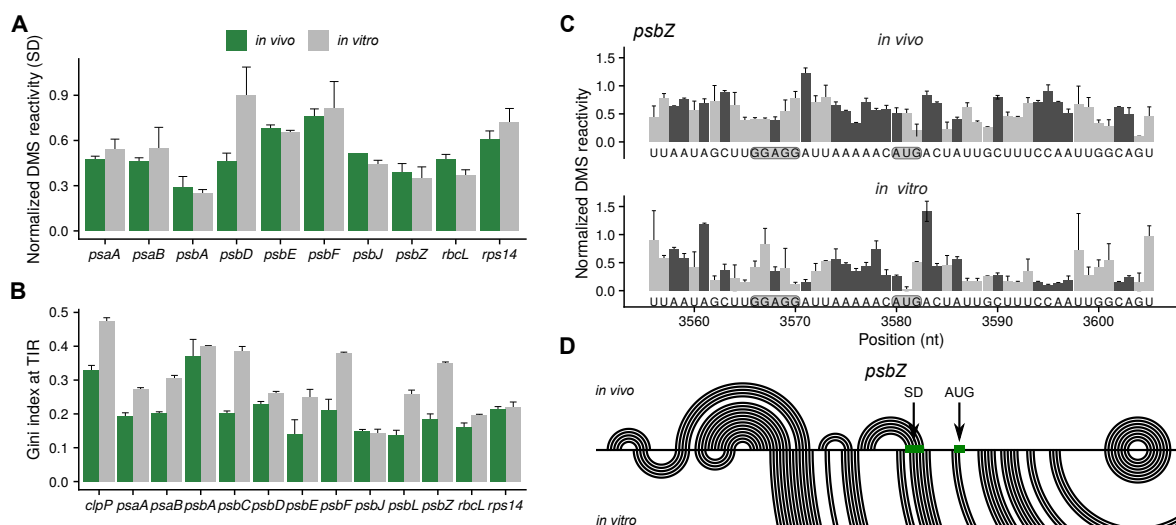 A
in vivo
in vitro
Normalized DMS reactivity (SD)
0.9
0.6
0.3
0.0
psaA psaB psbA psbD psbE psbF psbJ psbZ rbcL rps14
B
Gini index at TIR
0.5
0.4
0.3
0.2
0.1
clpP psaA psaB psbA psbC psbD psbE psbF psbJ psbL psbZ rbcL rps14
C
psbZ
in vivo
Normalized DMS reactivity
1.5
1.0
0.5
0.0
UUAAUAGCUUGGAGGAUUAAAAACAUGACUAUUGCUUUCCAAUUGGCAGU
in vitro
1.5
1.0
0.5
0.0
UUAAUAGCUUGGAGGAUUAAAAACAUGACUAUUGCUUUCCAAUUGGCAGU
3560 3570 3580 3590 3600
Position (nt)
D
psbZ
in vivo
SD AUG
in vitro